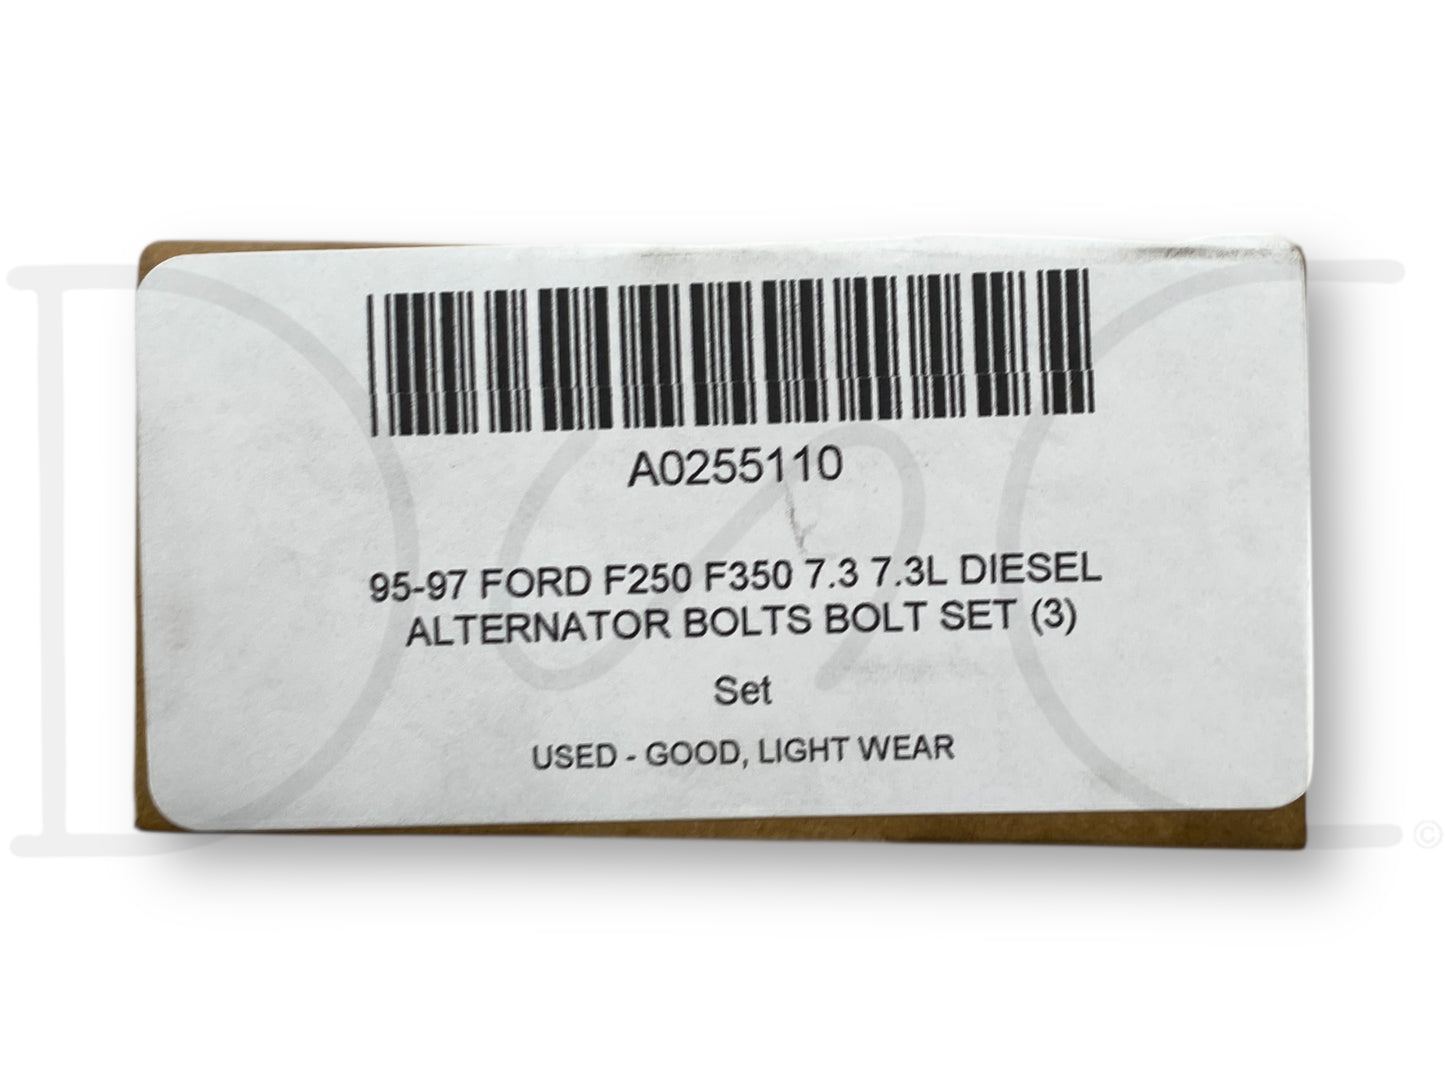 A0255110
95-97 FORD F250 F350 7.3 7.3L DIESEL
ALTERNATOR BOLTS BOLT SET (3)
Set
USED - GOOD, LIGHT WEAR
©